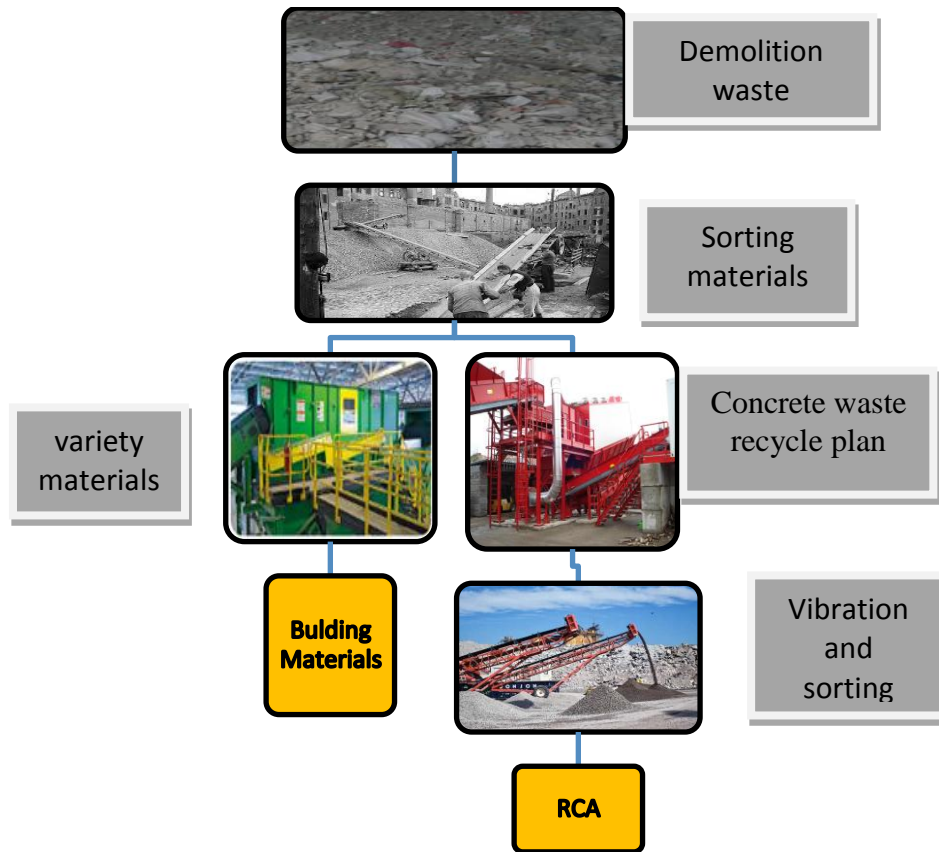 Demolition
waste
Sorting
materials
variety
materials
Concrete waste
recycle plan
Bulding
Materials
Vibration
and
sorting
RCA